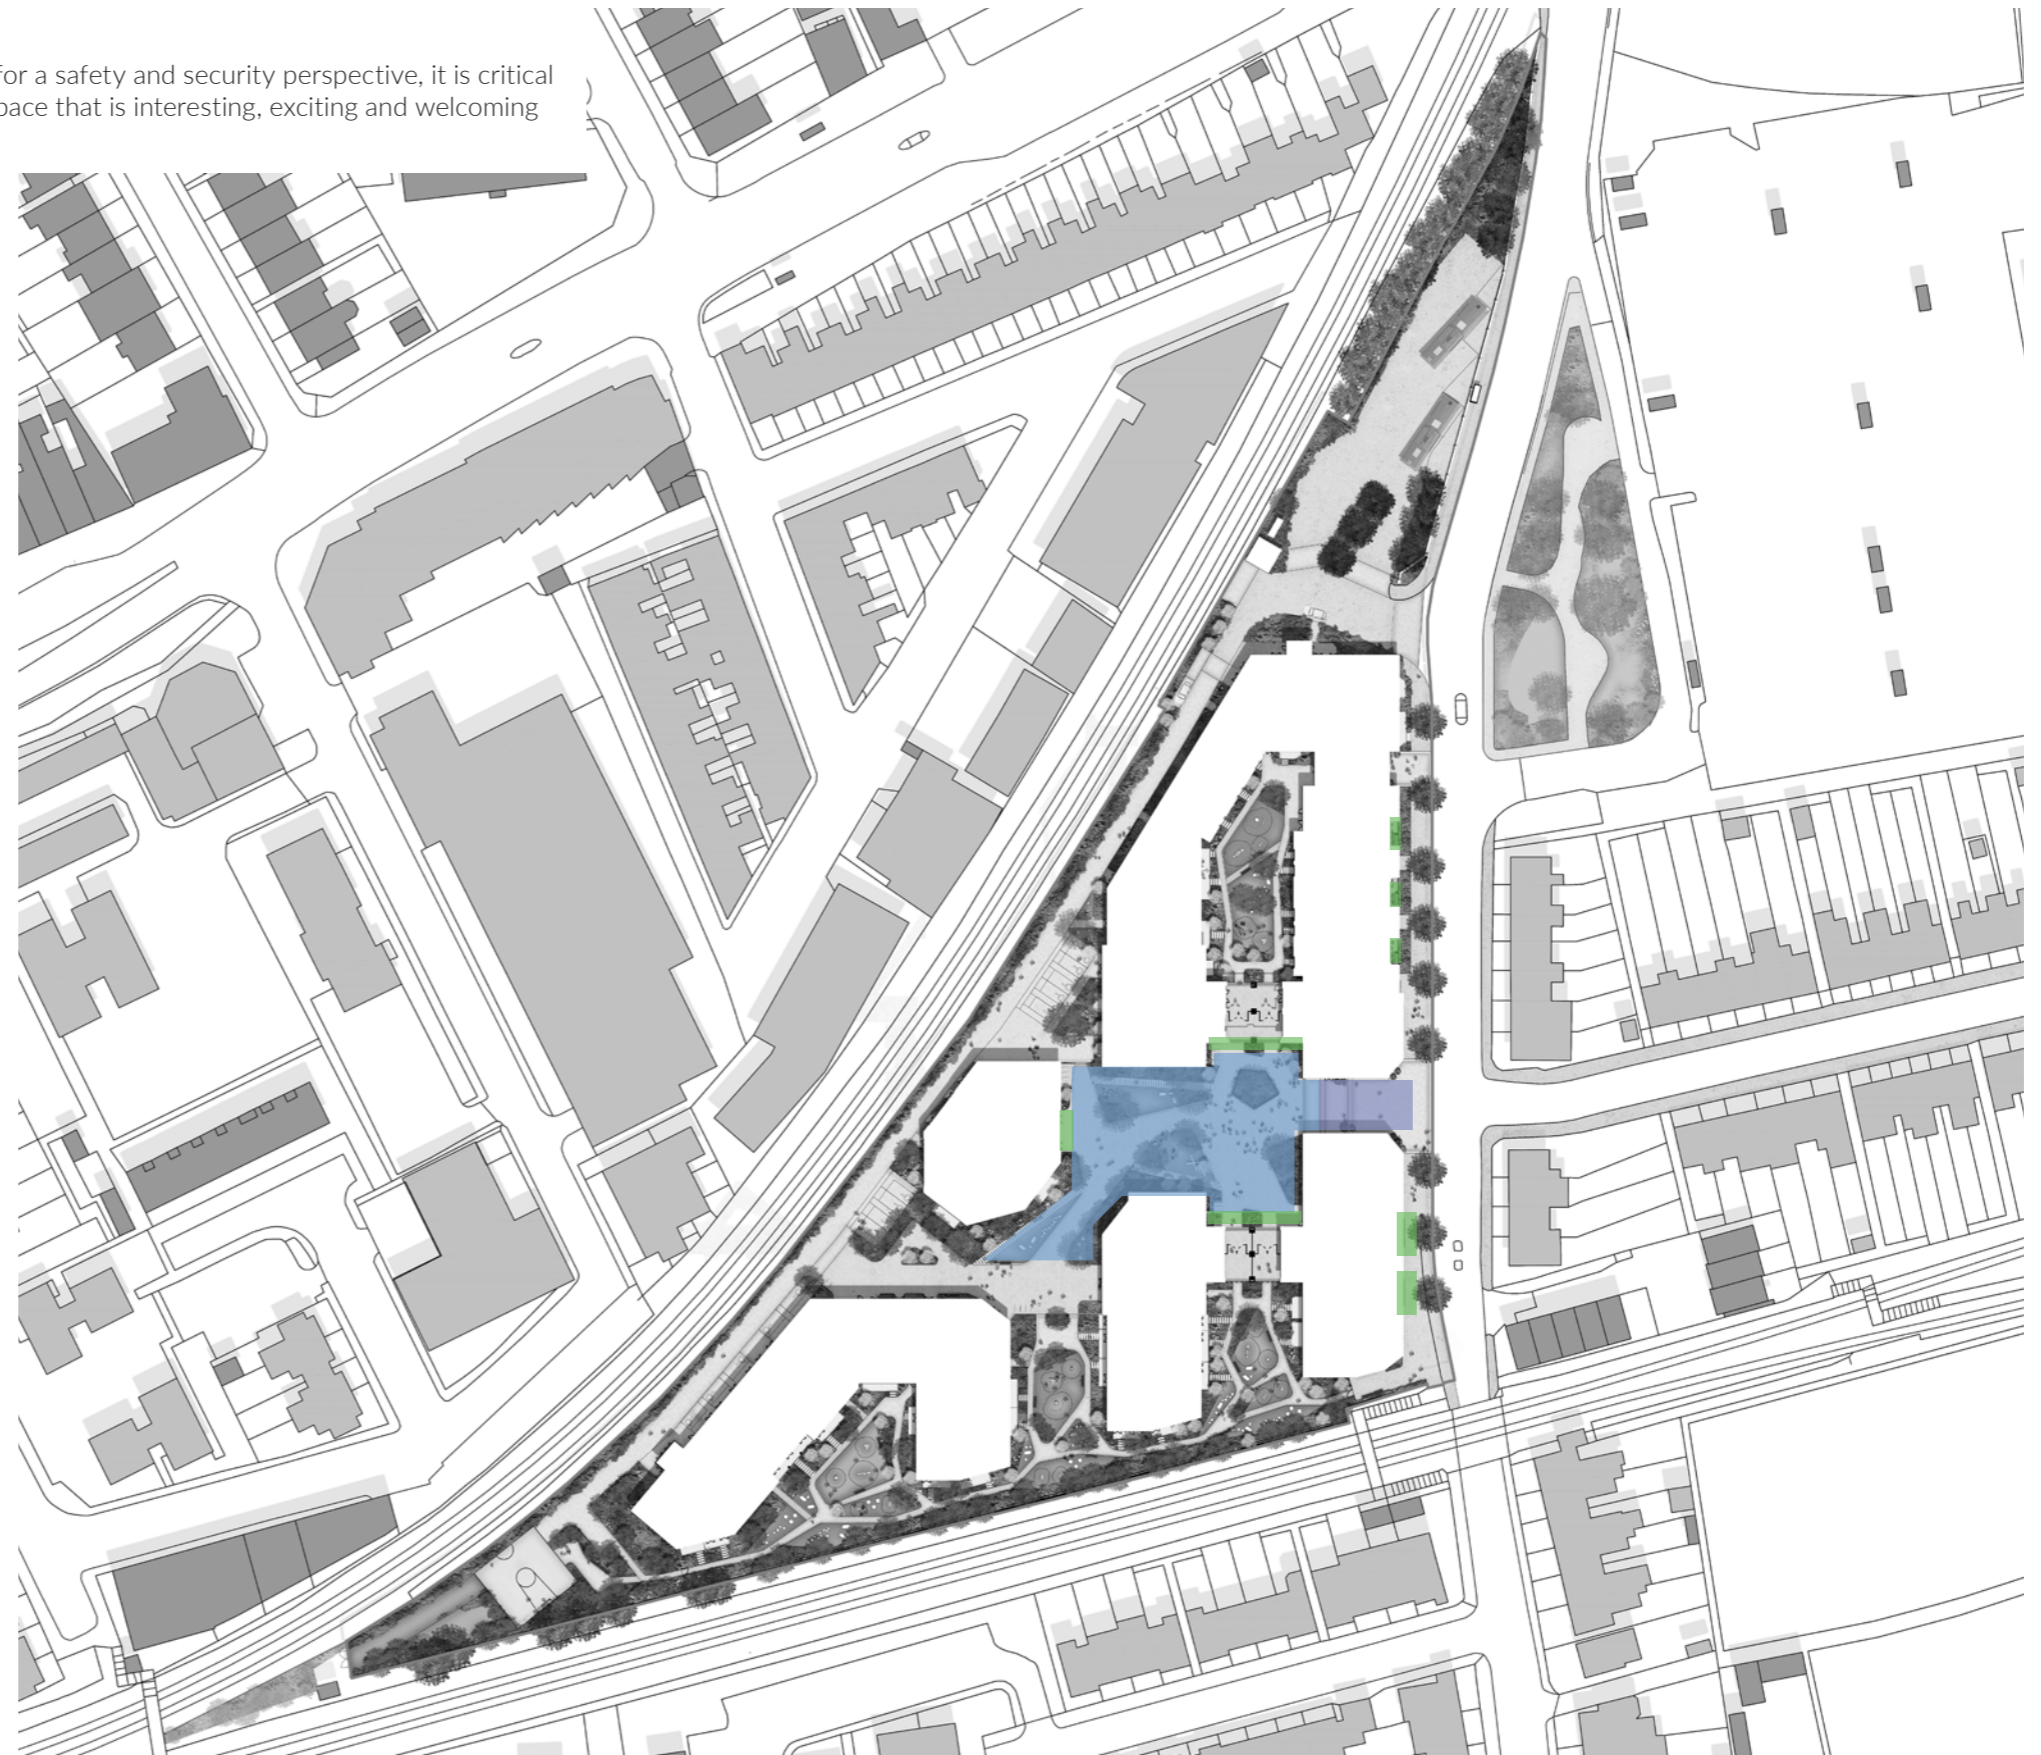 for a safety and security perspective, it is critical
pace that is interesting, exciting and welcoming